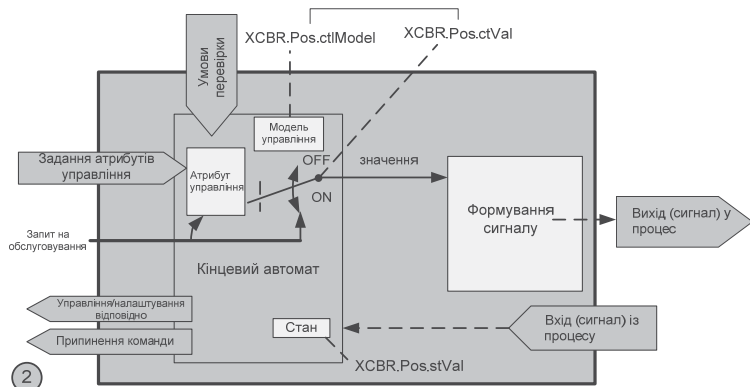 XCBR.Pos.ctlModel
XCBR.Pos.ctVal
Умови
перевірки
Модель
управління
Задання атрибутів
управління
Атрибут
управління
OFF
ON
значення
Формування
сигналу
Вихід (сигнал) у
процес
Запит на
обслуговування
Кінцевий автомат
Управління/налаштування
відповідно
Припинення команди
Стан
Вхід (сигнал) із
процесу
XCBR.Pos.stVal
2